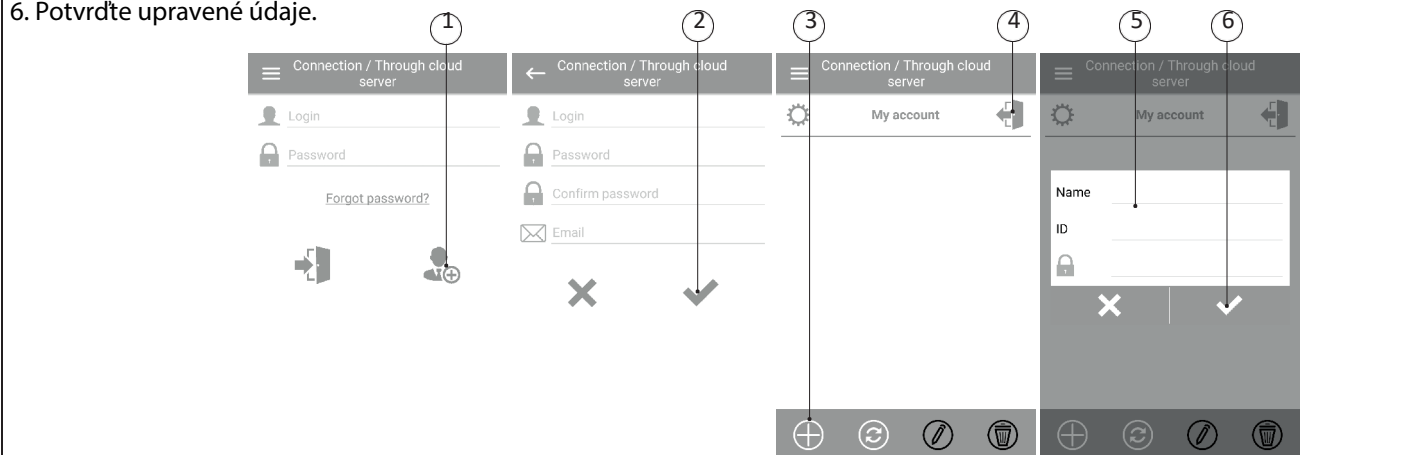 6. Potvrďte upravené údaje.
1 2 3 4 5 6
Connection / Through cloud
server
Login
Password
Forgot password?
Connection / Through cloud
server
Login
Password
Confirm password
Email
Connection / Through cloud
server
My account
Connection / Through cloud
server
My account
Name
ID